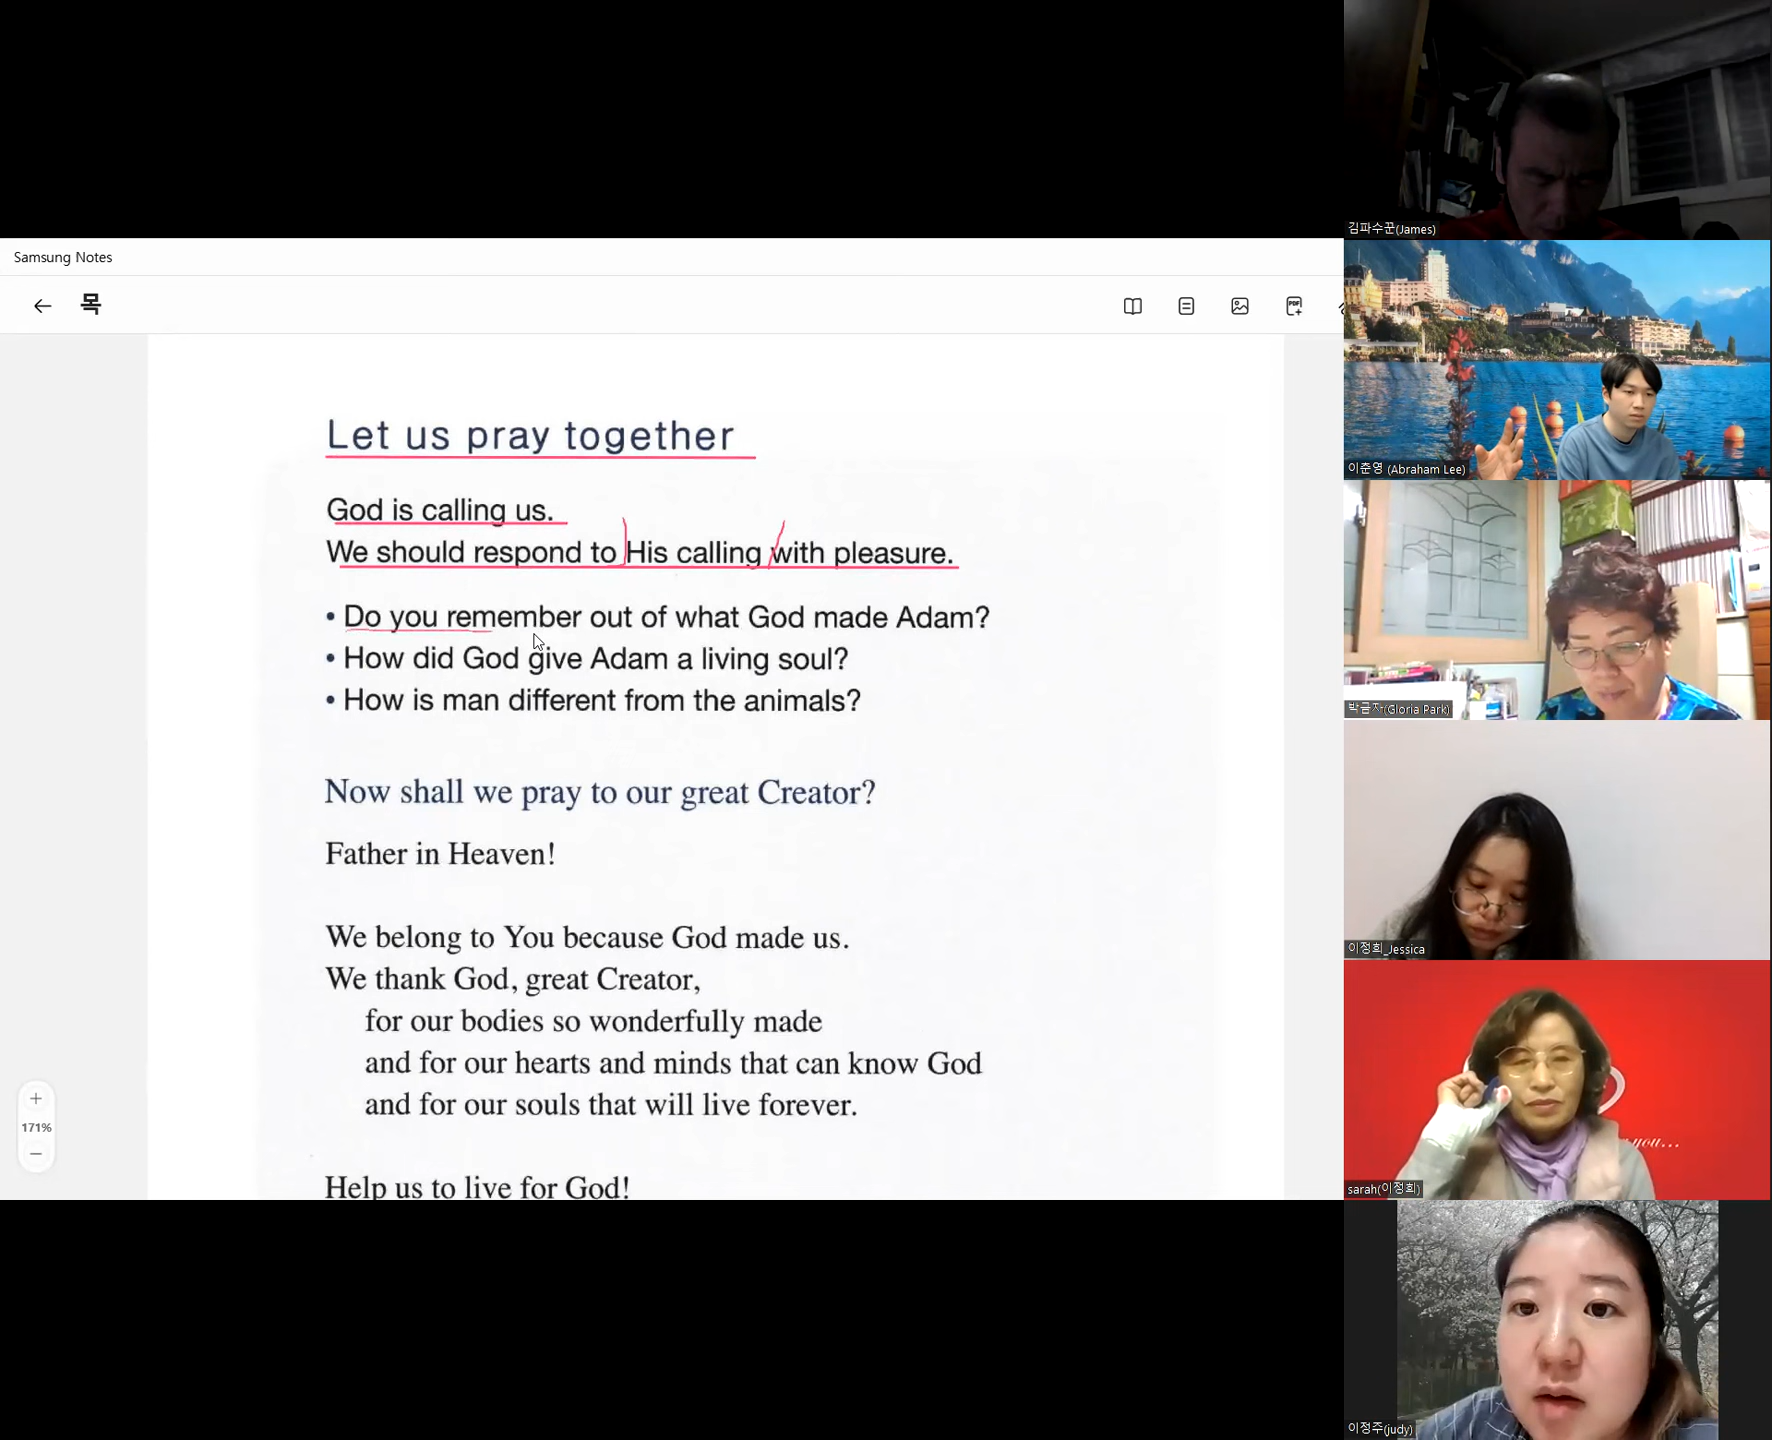 Samsung Notes
목
Let us pray together
God is calling us.
We should respond to His calling with pleasure.
• Do you remember out of what God made Adam?
• How did God give Adam a living soul?
• How is man different from the animals?
Now shall we pray to our great Creator?
Father in Heaven!
We belong to You because God made us.
We thank God, great Creator,
for our bodies so wonderfully made
and for our hearts and minds that can know God
and for our souls that will live forever.
Help us to live for God!
171%
김파수꾼(James)
이춘영 (Abraham Lee)
박금자(Gloria Park)
이정희_Jessica
you...
sarah(이정희)
이정주(judy)